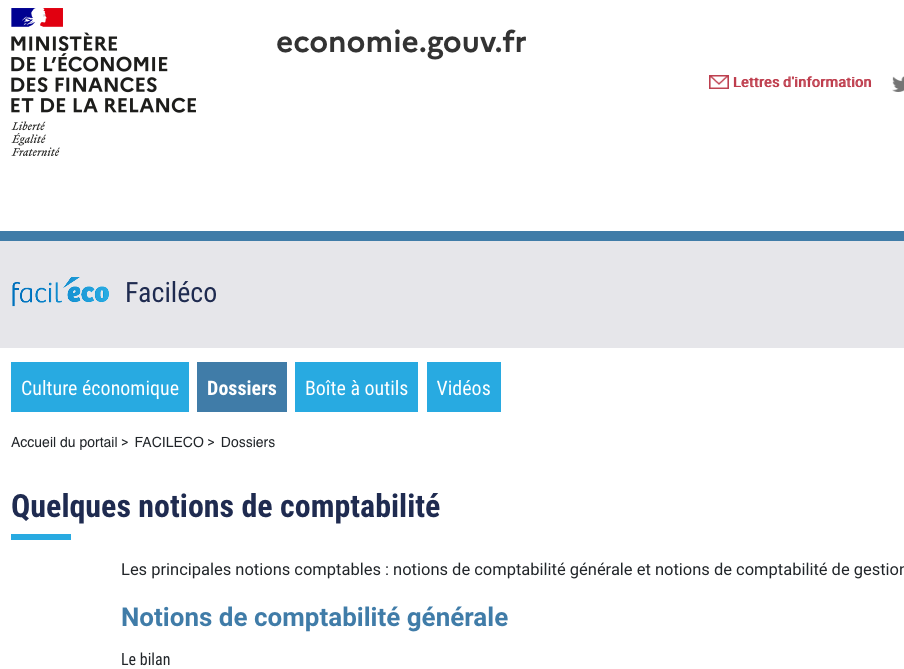 MINISTÈRE
DE L'ÉCONOMIE
DES FINANCES
ET DE LA RELANCE
Liberté
Égalité
Fraternité
economie.gouv.fr
Lettres d'information
facil'éco Faciléco
Culture économique Dossiers Boîte à outils Vidéos
Accueil du portail > FACILECO > Dossiers
Quelques notions de comptabilité
Les principales notions comptables : notions de comptabilité générale et notions de comptabilité de gestion
Notions de comptabilité générale
Le bilan